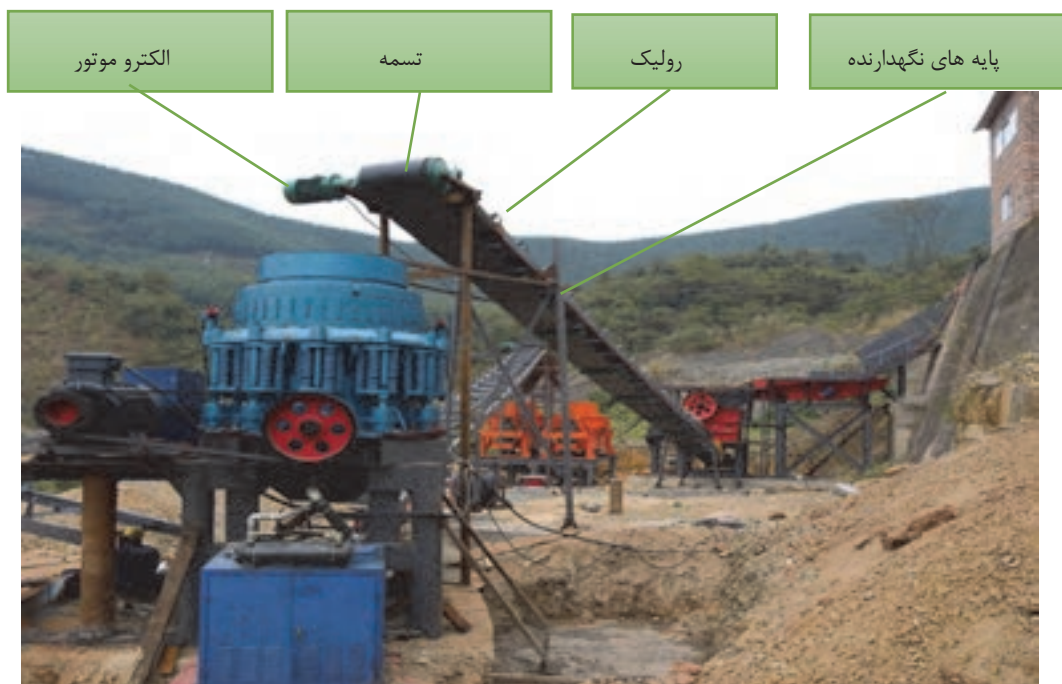 پایه های نگهدارنده
رولیک
تسمه
الکترو موتور